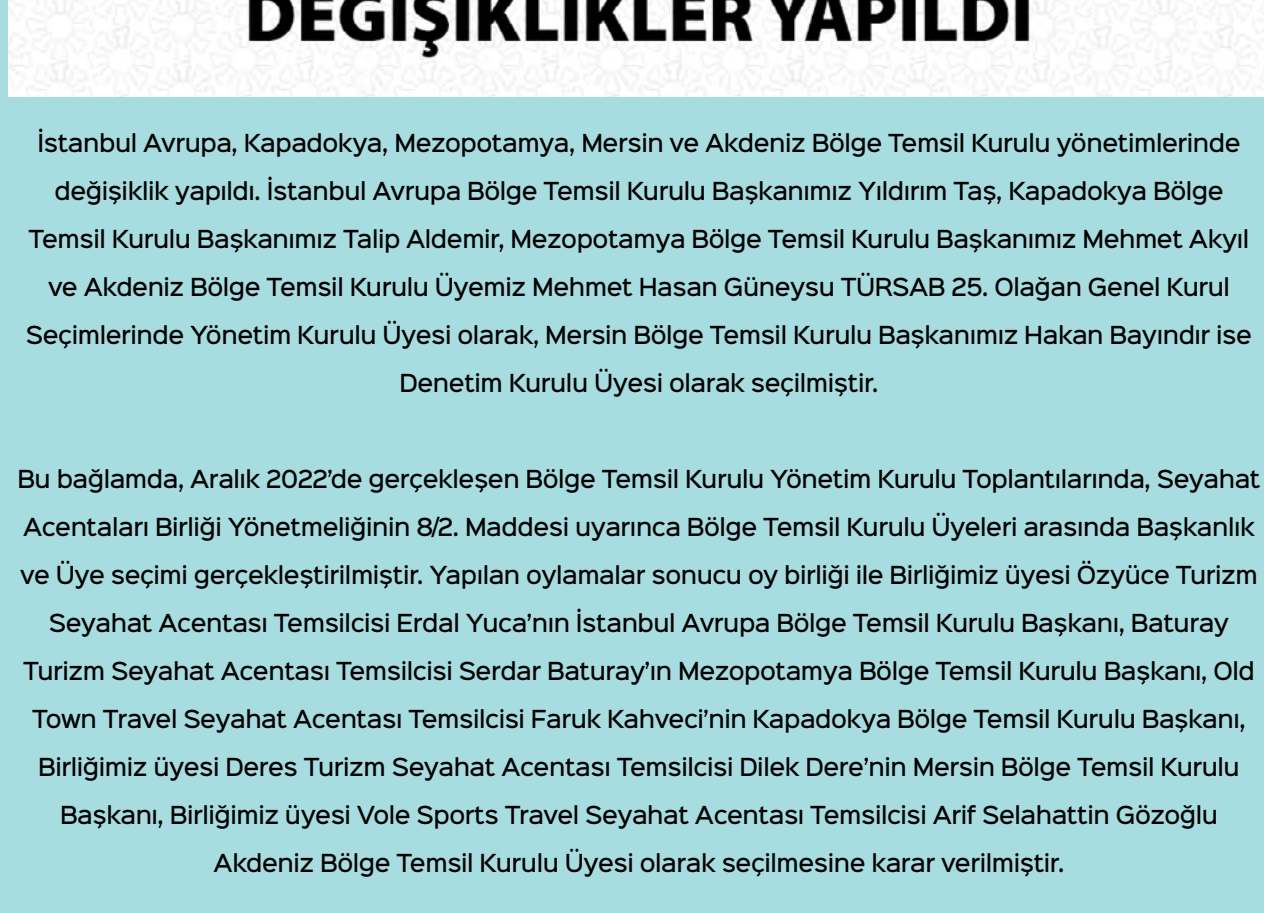 DEĞİŞİKLİKLER YAPILDI
İstanbul Avrupa, Kapadokya, Mezopotamya, Mersin ve Akdeniz Bölge Temsil Kurulu yönetimlerinde
değişiklik yapıldı. İstanbul Avrupa Bölge Temsil Kurulu Başkanımız Yıldırım Taş, Kapadokya Bölge
Temsil Kurulu Başkanımız Talip Aldemir, Mezopotamya Bölge Temsil Kurulu Başkanımız Mehmet Akyıl
ve Akdeniz Bölge Temsil Kurulu Üyemiz Mehmet Hasan Güneysu TÜRSAB 25. Olağan Genel Kurul
Seçimlerinde Yönetim Kurulu Üyesi olarak, Mersin Bölge Temsil Kurulu Başkanımız Hakan Bayındır ise
Denetim Kurulu Üyesi olarak seçilmiştir.
Bu bağlamda, Aralık 2022’de gerçekleşen Bölge Temsil Kurulu Yönetim Kurulu Toplantılarında, Seyahat
Acentaları Birliği Yönetmeliğinin 8/2. Maddesi uyarınca Bölge Temsil Kurulu Üyeleri arasında Başkanlık
ve Üye seçimi gerçekleştirilmiştir. Yapılan oylamalar sonucu oy birliği ile Birliğimiz üyesi Özyüce Turizm
Seyahat Acentası Temsilcisi Erdal Yuca’nın İstanbul Avrupa Bölge Temsil Kurulu Başkanı, Baturay
Turizm Seyahat Acentası Temsilcisi Serdar Baturay’ın Mezopotamya Bölge Temsil Kurulu Başkanı, Old
Town Travel Seyahat Acentası Temsilcisi Faruk Kahveci’nin Kapadokya Bölge Temsil Kurulu Başkanı,
Birliğimiz üyesi Deres Turizm Seyahat Acentası Temsilcisi Dilek Dere’nin Mersin Bölge Temsil Kurulu
Başkanı, Birliğimiz üyesi Vole Sports Travel Seyahat Acentası Temsilcisi Arif Selahattin Gözoğlu
Akdeniz Bölge Temsil Kurulu Üyesi olarak seçilmesine karar verilmiştir.